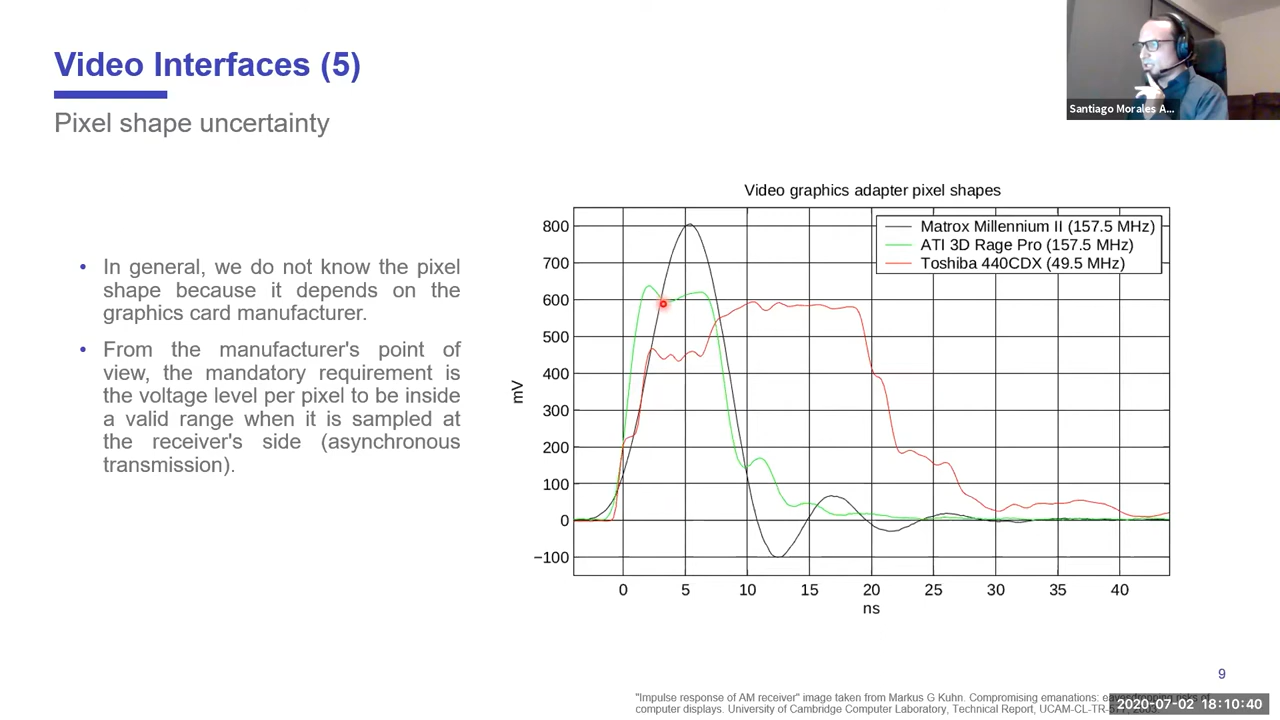 Video Interfaces (5)
Pixel shape uncertainty
Santiago Morales A...
• In general, we do not know the pixel
shape because it depends on the
graphics card manufacturer.
• From the manufacturer's point of
view, the mandatory requirement is
the voltage level per pixel to be inside
a valid range when it is sampled at
the receiver's side (asynchronous
transmission).
Video graphics adapter pixel shapes
Matrox Millennium II (157.5 MHz)
ATI 3D Rage Pro (157.5 MHz)
Toshiba 440CDX (49.5 MHz)
mV
800
700
600
500
400
300
200
100
0
−100
0 5 10 15 20 25 30 35 40
ns
9
"Impulse response of AM receiver" image taken from Markus G Kuhn. Compromising emanations: eavesdropping risks of
computer displays. University of Cambridge Computer Laboratory, Technical Report, UCAM-CL-TR-
2020-07-02 18:10:40